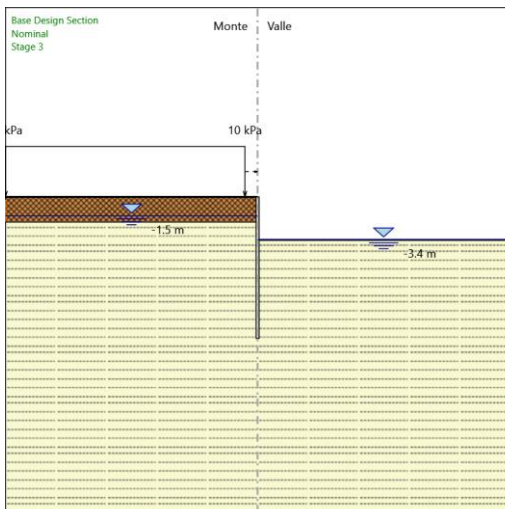 Base Design Section
Nominal
Stage 3
Monte
Valle
kPa
10 kPa
-1.5 m
-3.4 m